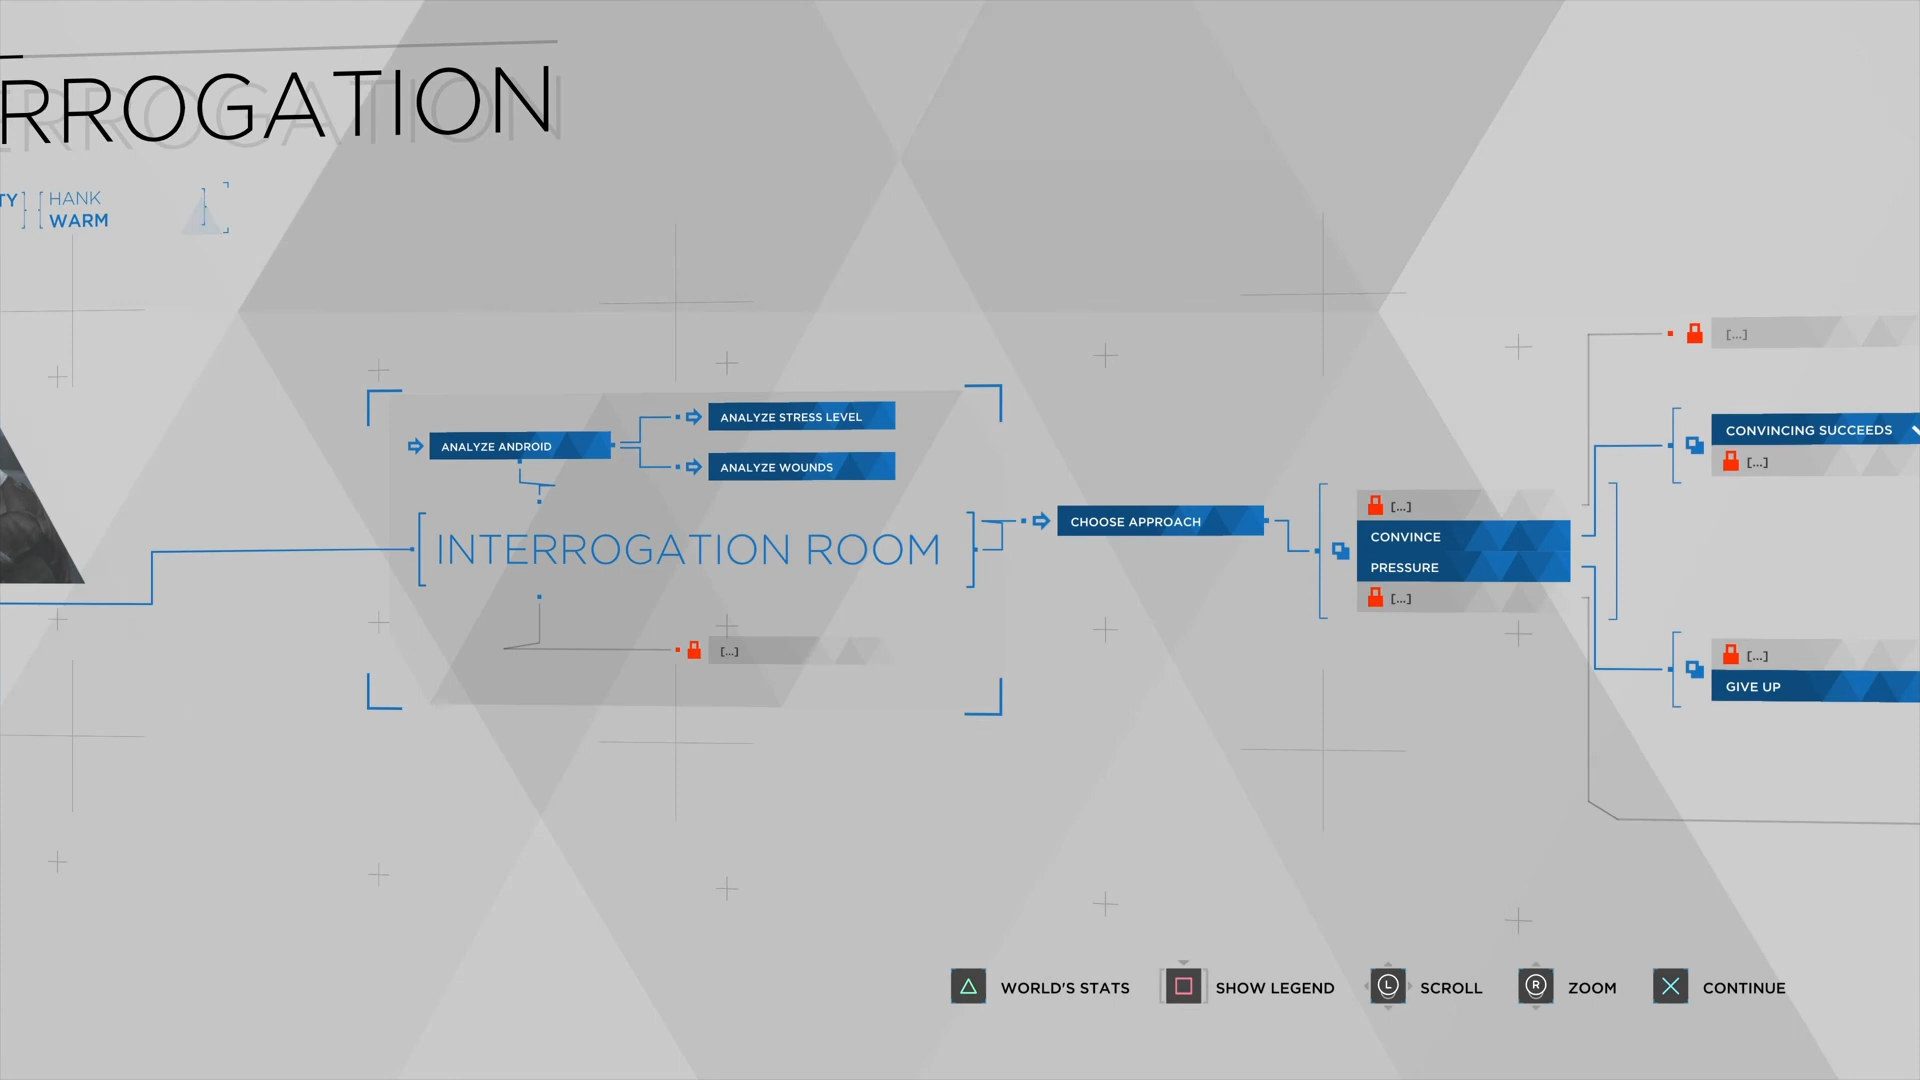 ERROGATION
TY
HANK
WARM
[...]
ANALYZE STRESS LEVEL
ANALYZE ANDROID
ANALYZE WOUNDS
CONVINCING SUCCEEDS
[...]
[...]
CHOOSE APPROACH
CONVINCE
INTERROGATION ROOM
PRESSURE
[...]
[...]
[...]
GIVE UP
WORLD'S STATS
SHOW LEGEND
L
SCROLL
R
ZOOM
CONTINUE